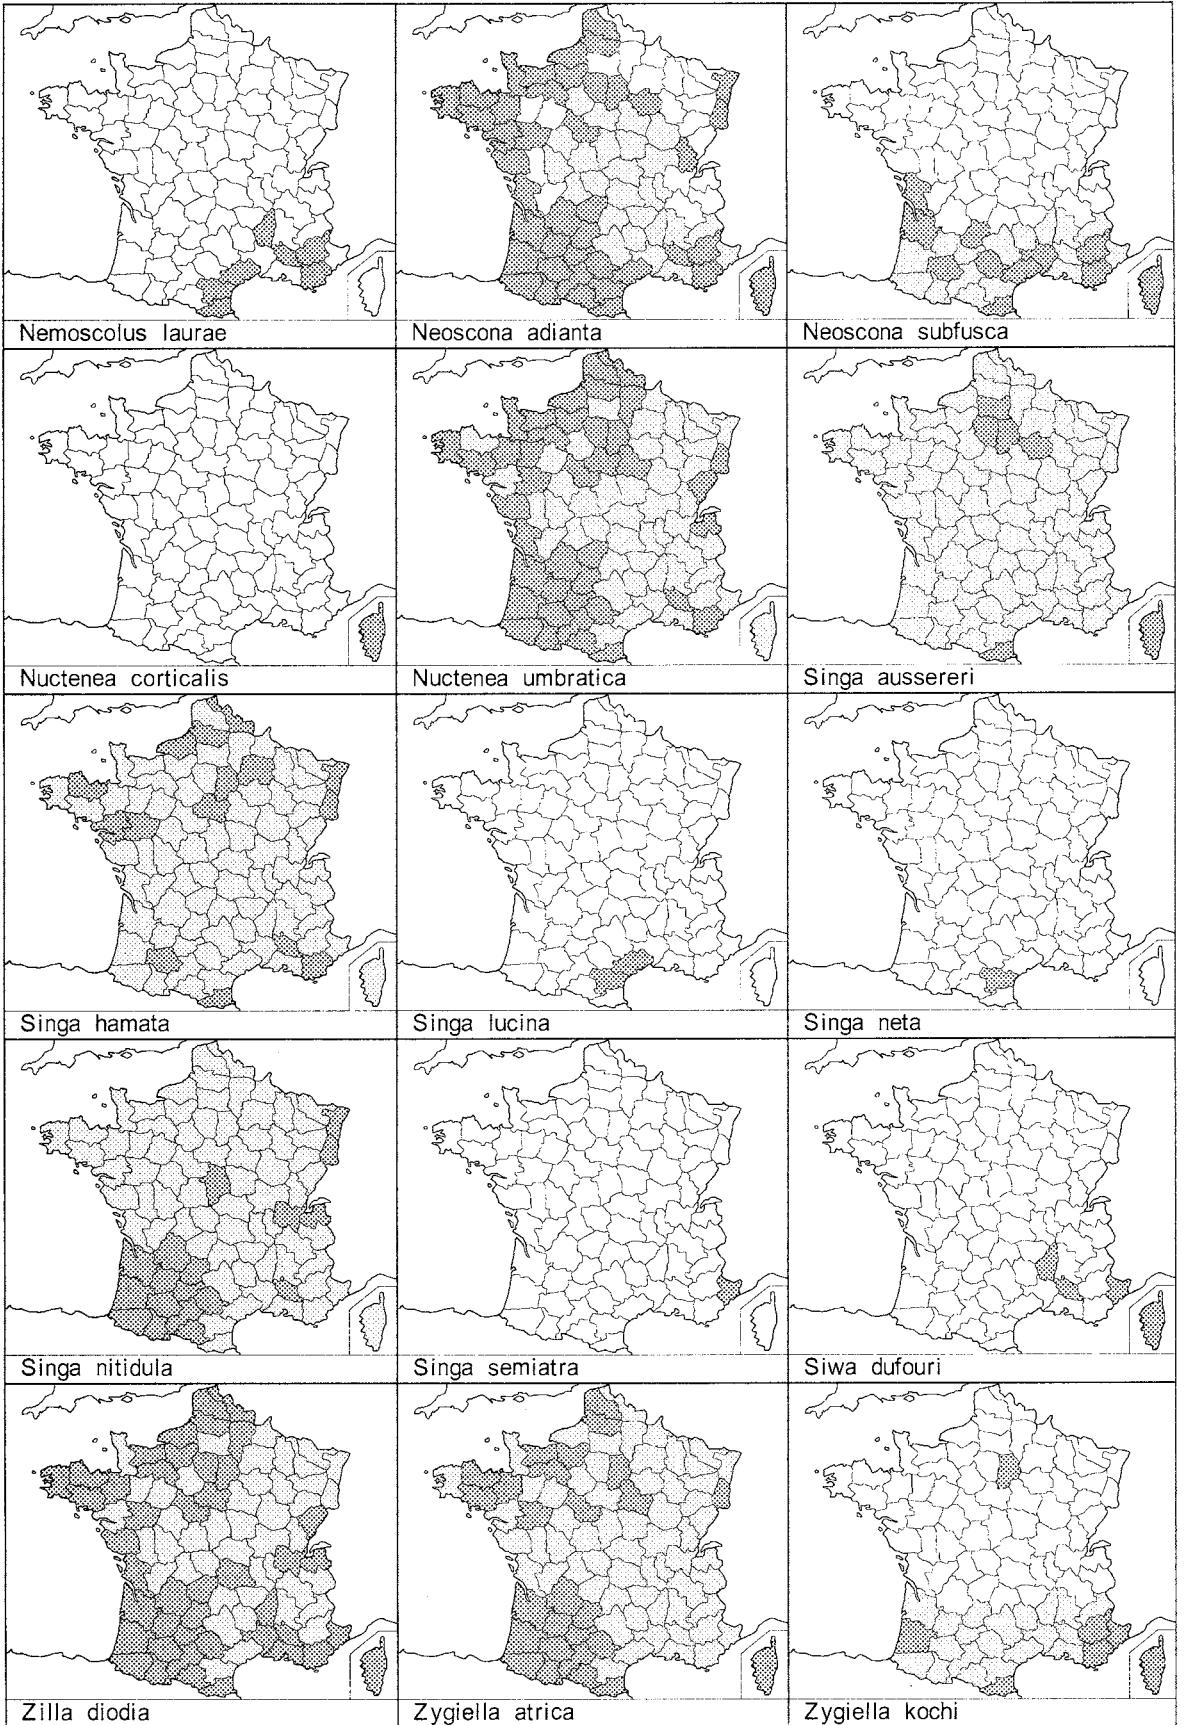 Nemoscolus laurae
Neoscona adianta
Neoscona subfusca
Nuctenea corticalis
Nuctenea umbratica
Singa aussereri
Singa hamata
Singa lucina
Singa neta
Singa nitidula
Singa semiatra
Siwa dufouri
Zilla diodia
Zygiella atrica
Zygiella kochi